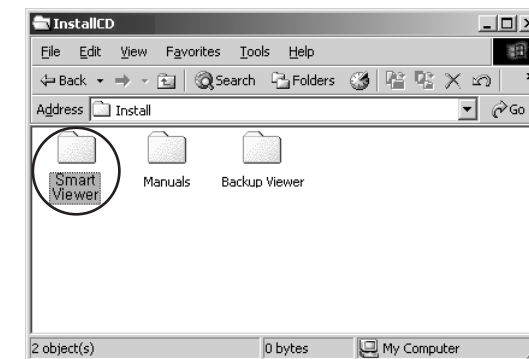 InstallCD
File Edit View Favorites Tools Help
Back Search Folders
Address Install Go
Smart Viewer Manuals Backup Viewer
2 object(s) 0 bytes My Computer